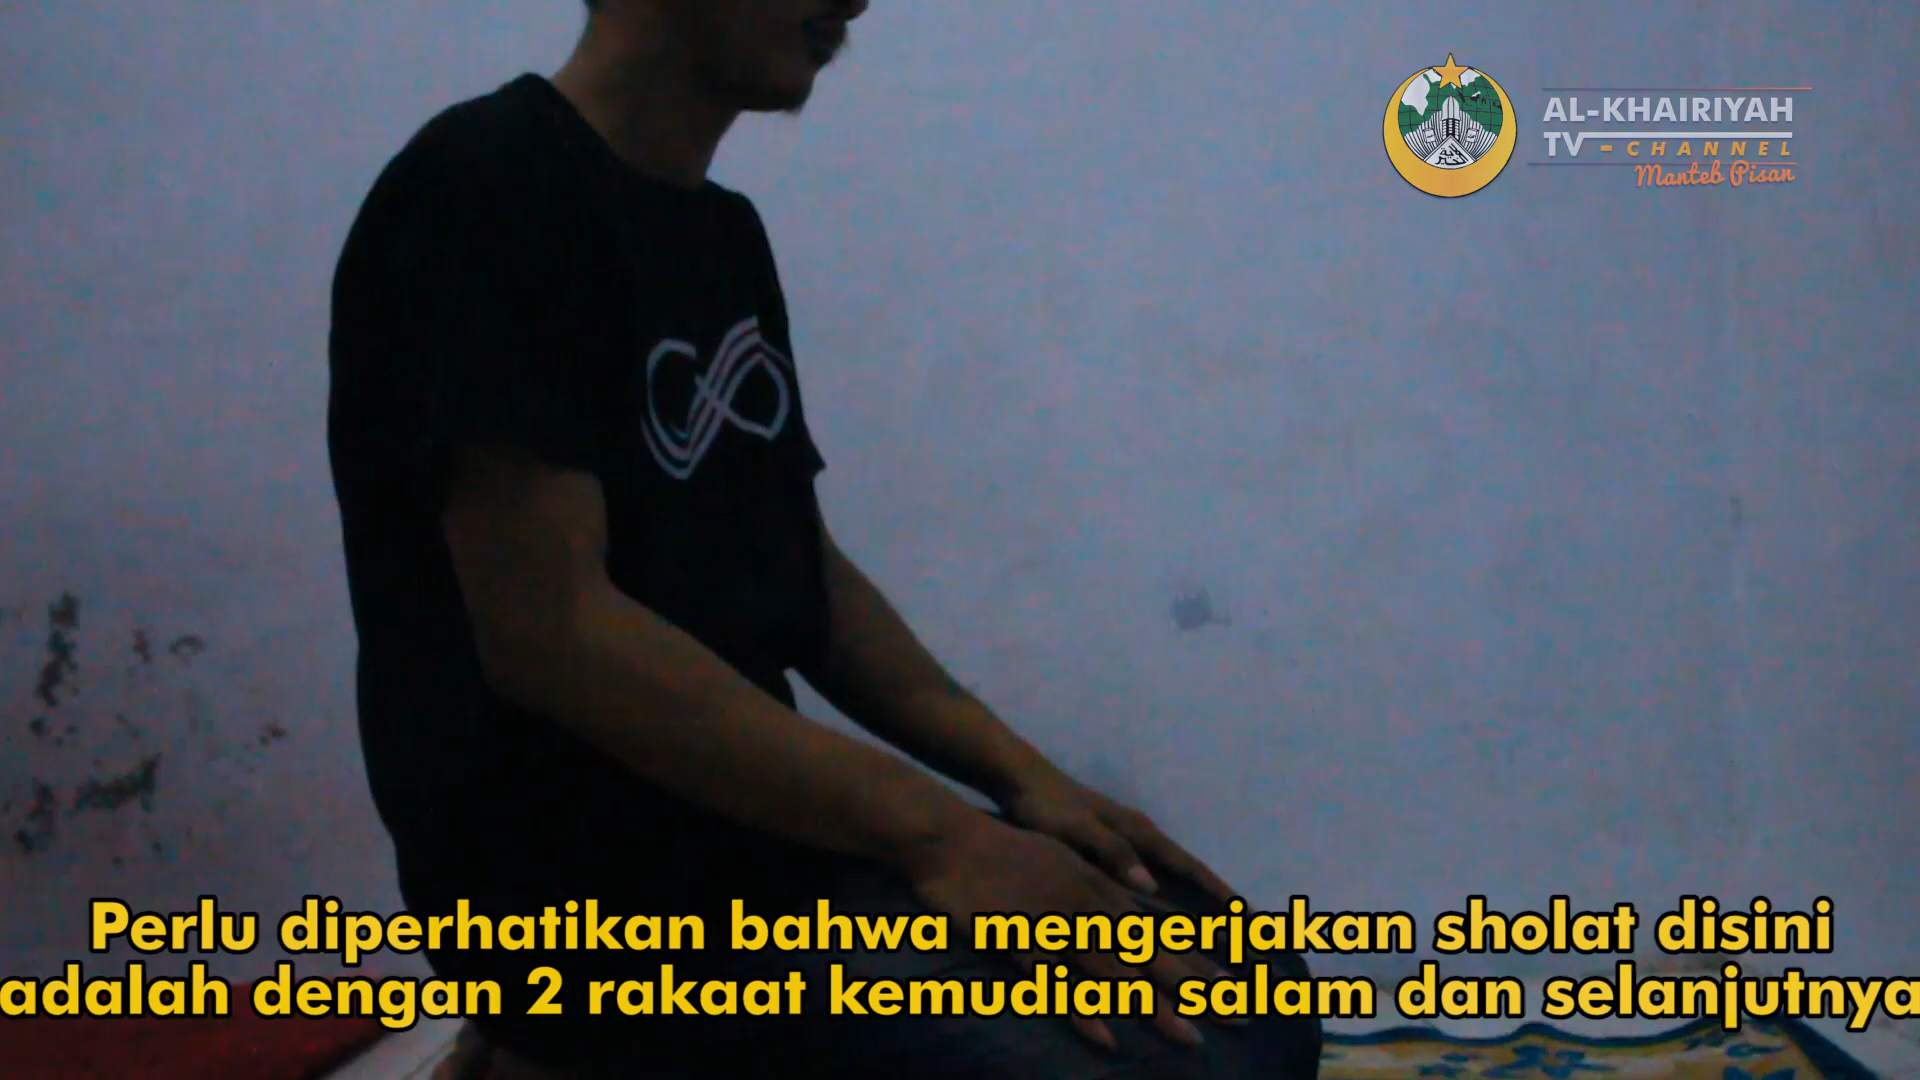 AL-KHAIRIYAH
TV - CHANNEL
Manteb Pisan
Perlu diperhatikan bahwa mengerjakan sholat disini
adalah dengan 2 rakaat kemudian salam dan selanjutnya